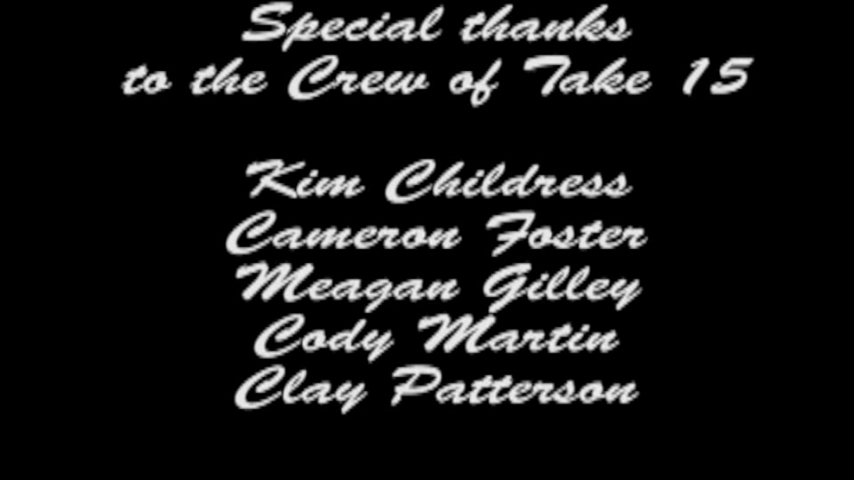 Special thanks
to the Crew of Take 15
Kim Childress
Cameron Foster
Meagan Gilley
Cody Martin
Clay Patterson